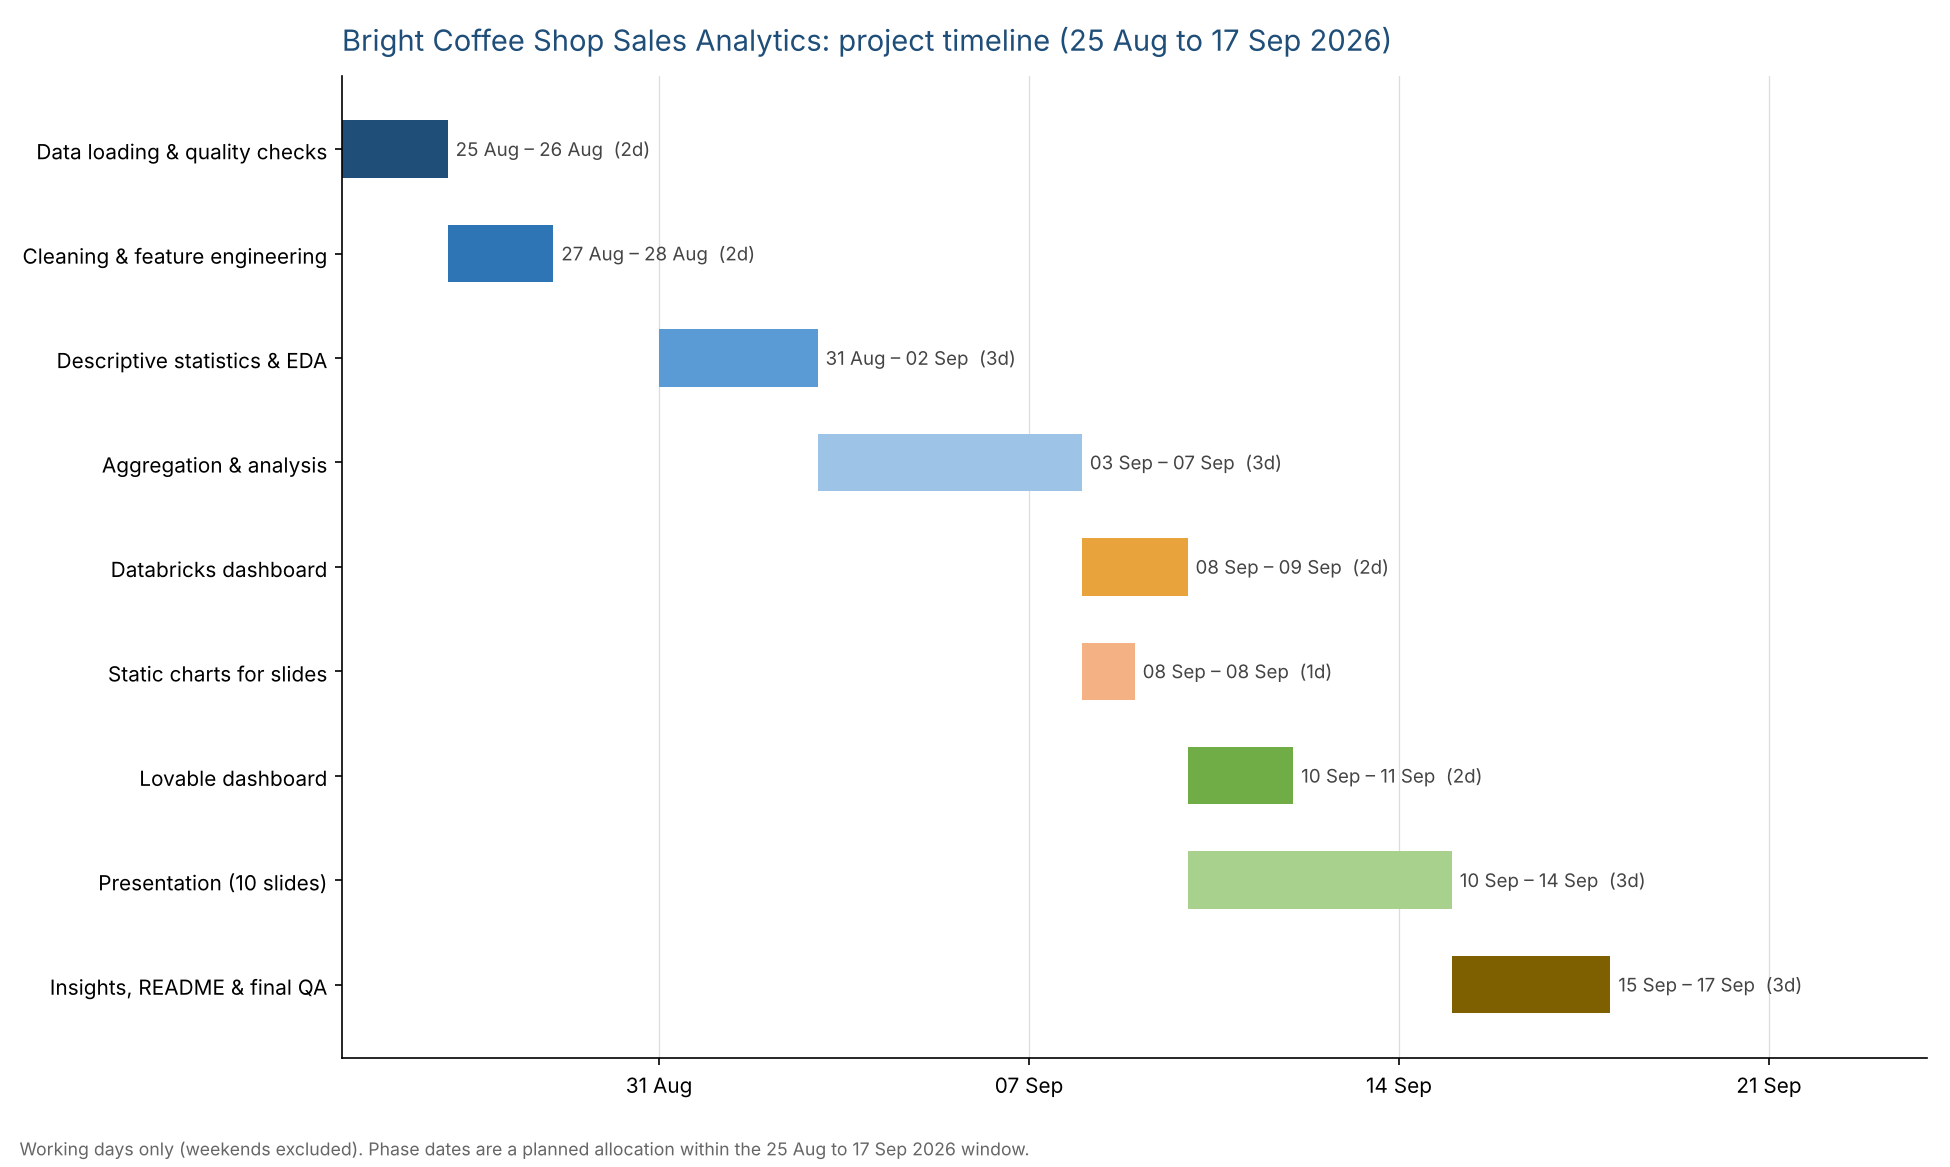 Bright Coffee Shop Sales Analytics: project timeline (25 Aug to 17 Sep 2026)
Data loading & quality checks
25 Aug – 26 Aug  (2d)
Cleaning & feature engineering
27 Aug – 28 Aug  (2d)
Descriptive statistics & EDA
31 Aug – 02 Sep  (3d)
Aggregation & analysis
03 Sep – 07 Sep  (3d)
Databricks dashboard
08 Sep – 09 Sep  (2d)
Static charts for slides
08 Sep – 08 Sep  (1d)
Lovable dashboard
10 Sep – 11 Sep  (2d)
Presentation (10 slides)
10 Sep – 14 Sep  (3d)
Insights, README & final QA
15 Sep – 17 Sep  (3d)
31 Aug
07 Sep
14 Sep
21 Sep
Working days only (weekends excluded). Phase dates are a planned allocation within the 25 Aug to 17 Sep 2026 window.